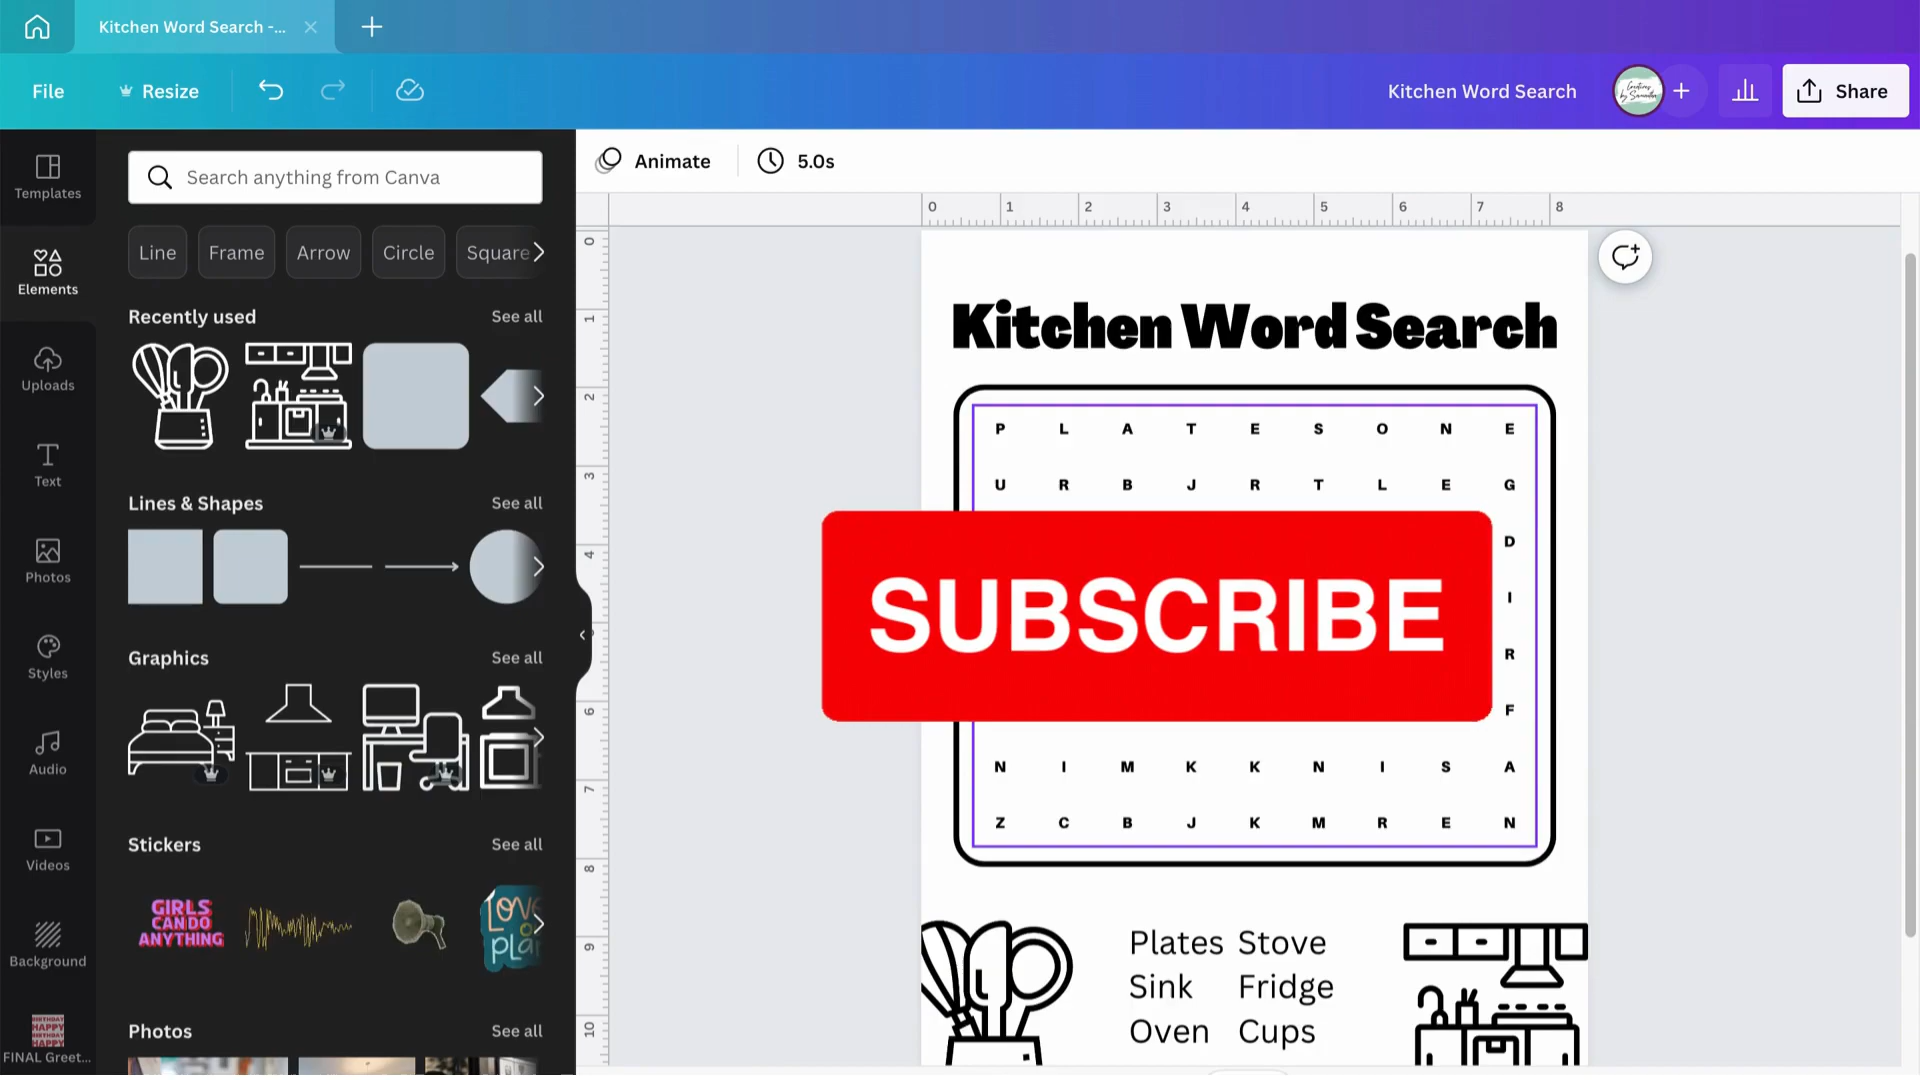 Kitchen Word Search -...
File
Resize
Kitchen Word Search
Share
Templates
Elements
Uploads
Text
Photos
Styles
Audio
Videos
Background
FINAL Greet...
Search anything from Canva
Line Frame Arrow Circle Square
Recently used See all
Lines & Shapes See all
Graphics See all
Stickers See all
GIRLS
CAN DO
ANYTHING
LOVE
Photos See all
Animate 5.0s
0 1 2 3 4 5 6 7 8
0
1
2
3
4
6
7
8
9
10
Kitchen Word Search
P L A T E S O N E
U R B J R T L E G
D
I
R
F
SUBSCRIBE
N I M K K N I S A
Z C B J K M R E N
Plates Stove
Sink Fridge
Oven Cups